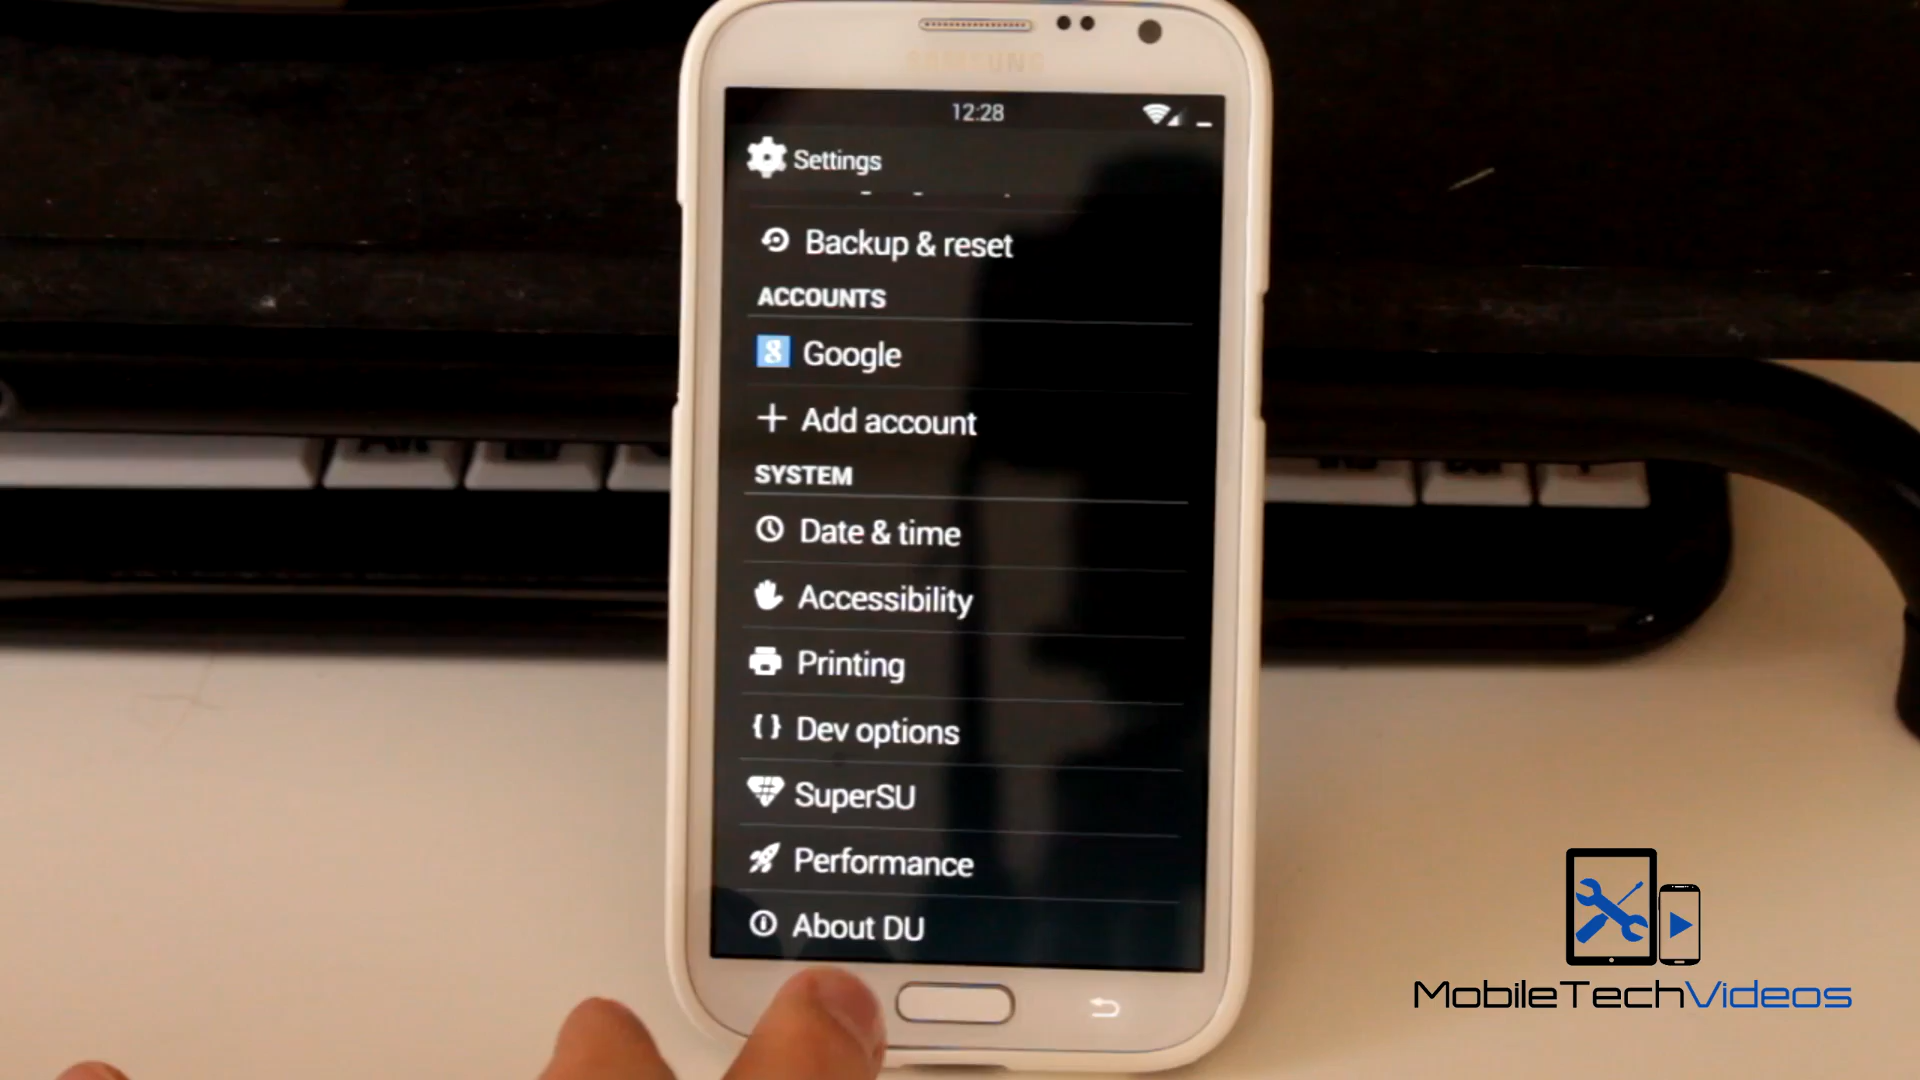 SAMSUNG
12:28
Settings
Backup & reset
ACCOUNTS
Google
Add account
SYSTEM
Date & time
Accessibility
Printing
{ } Dev options
SuperSU
Performance
About DU
MobileTechVideos